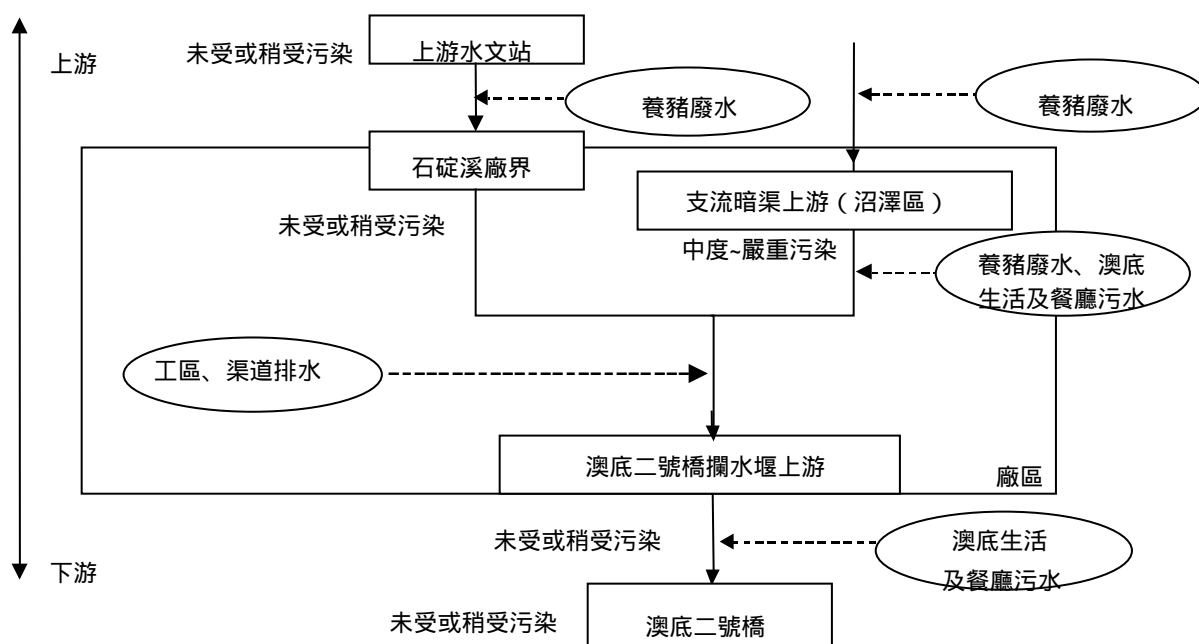 上游
未受或稍受污染
上游水文站
養豬廢水
養豬廢水
石碇溪廠界
支流暗渠上游（沼澤區）
未受或稍受污染
中度~嚴重污染
養豬廢水、澳底
生活及餐廳污水
工區、渠道排水
澳底二號橋攔水堰上游
廠區
未受或稍受污染
澳底生活
及餐廳污水
下游
未受或稍受污染
澳底二號橋